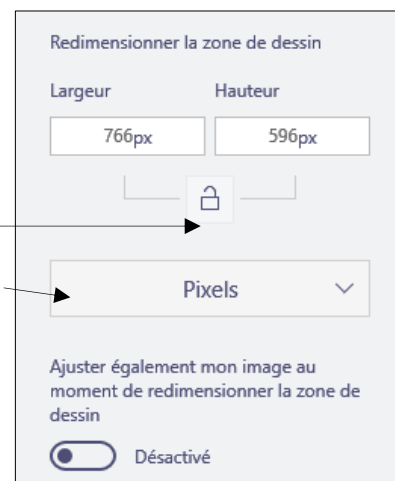 Redimensionner la zone de dessin
Largeur Hauteur
766px 596px
Pixels
Ajuster également mon image au
moment de redimensionner la zone de
dessin
Désactivé